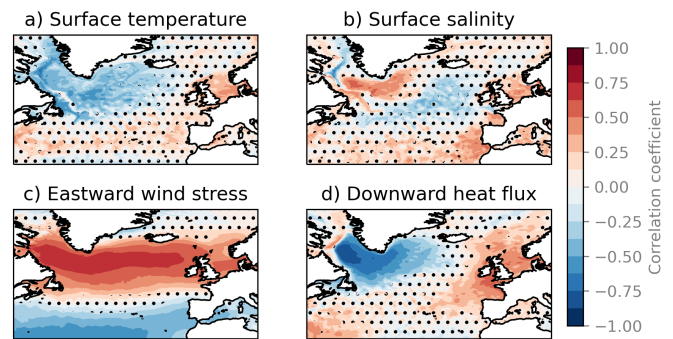 a) Surface temperature
b) Surface salinity
c) Eastward wind stress
d) Downward heat flux
1.00
0.75
0.50
0.25
0.00
−0.25
−0.50
−0.75
−1.00
Correlation coefficient